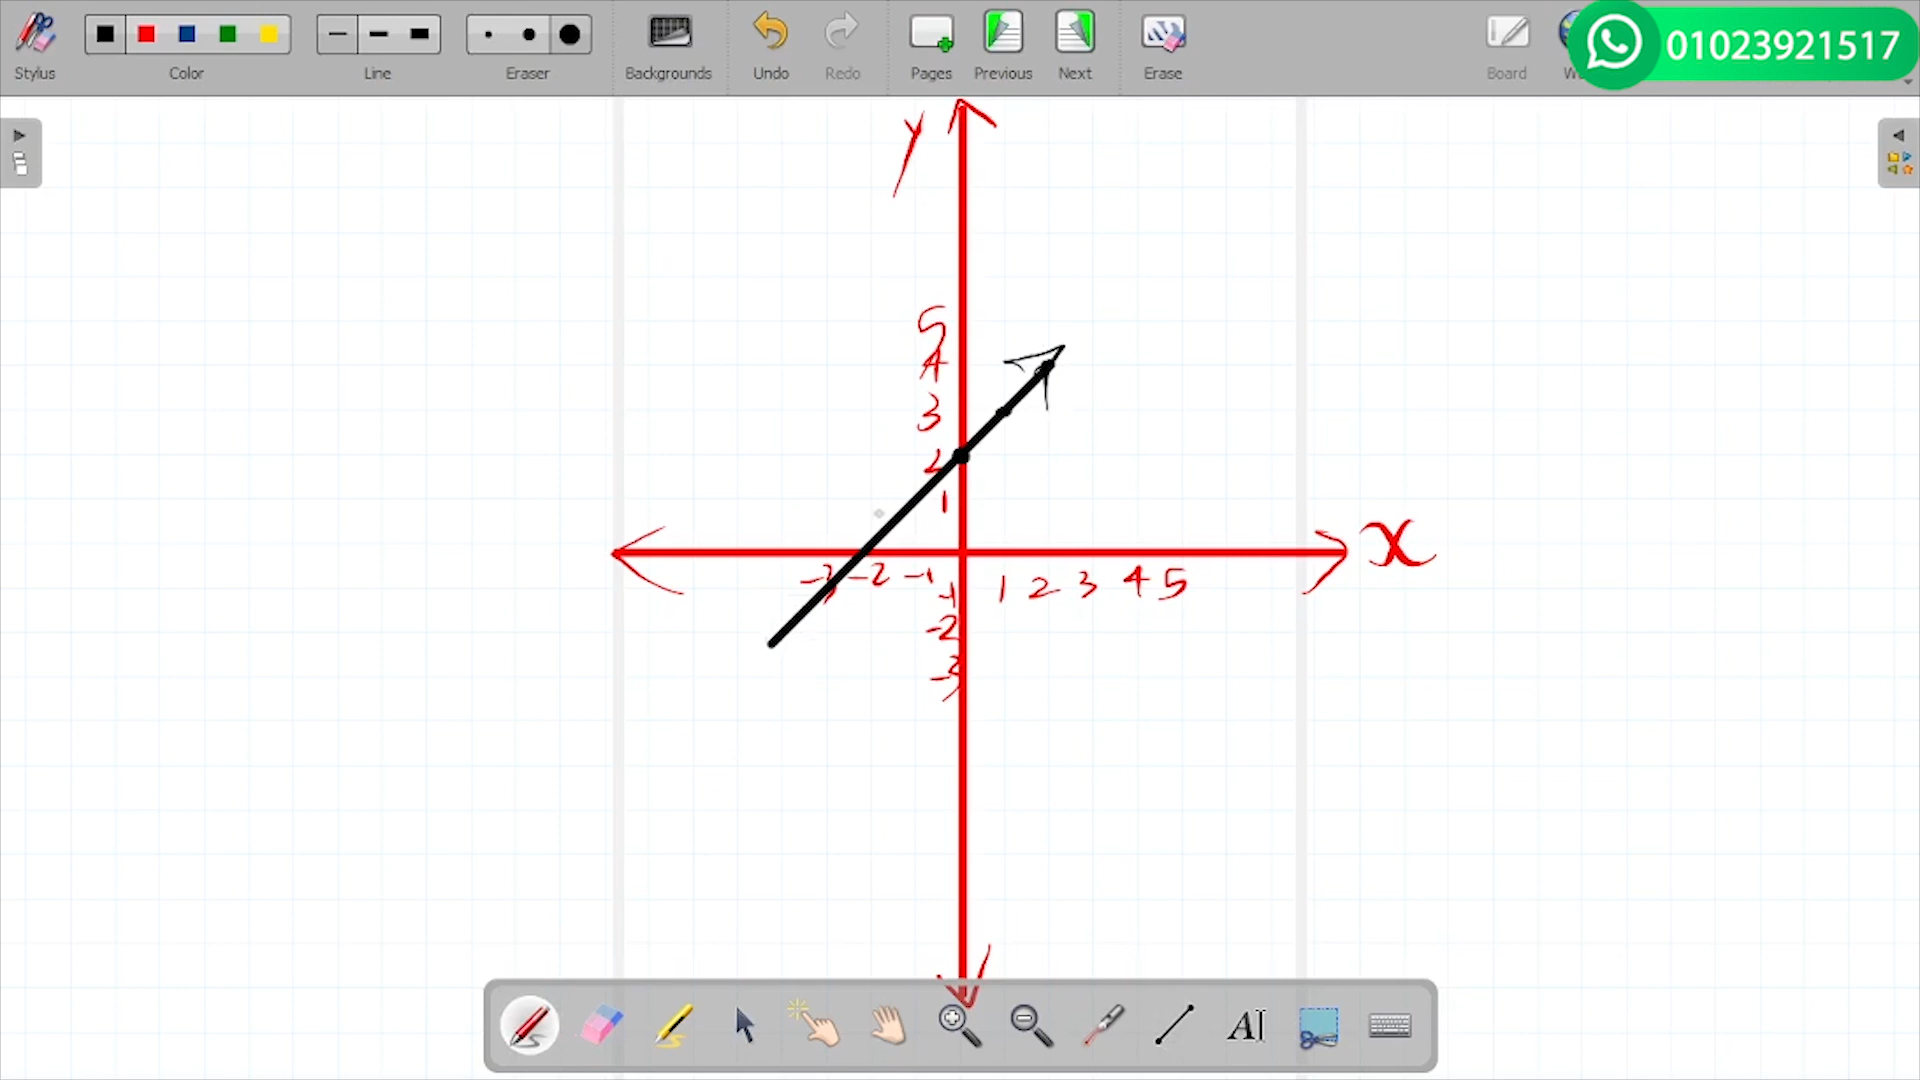 Stylus
Color
Line
Eraser
Backgrounds
Undo
Redo
Pages
Previous
Next
Erase
Board
01023921517
y
5
4
3
2
1
x
-3 -2 -1
1 2 3 4 5
-1
-2
-3
AI